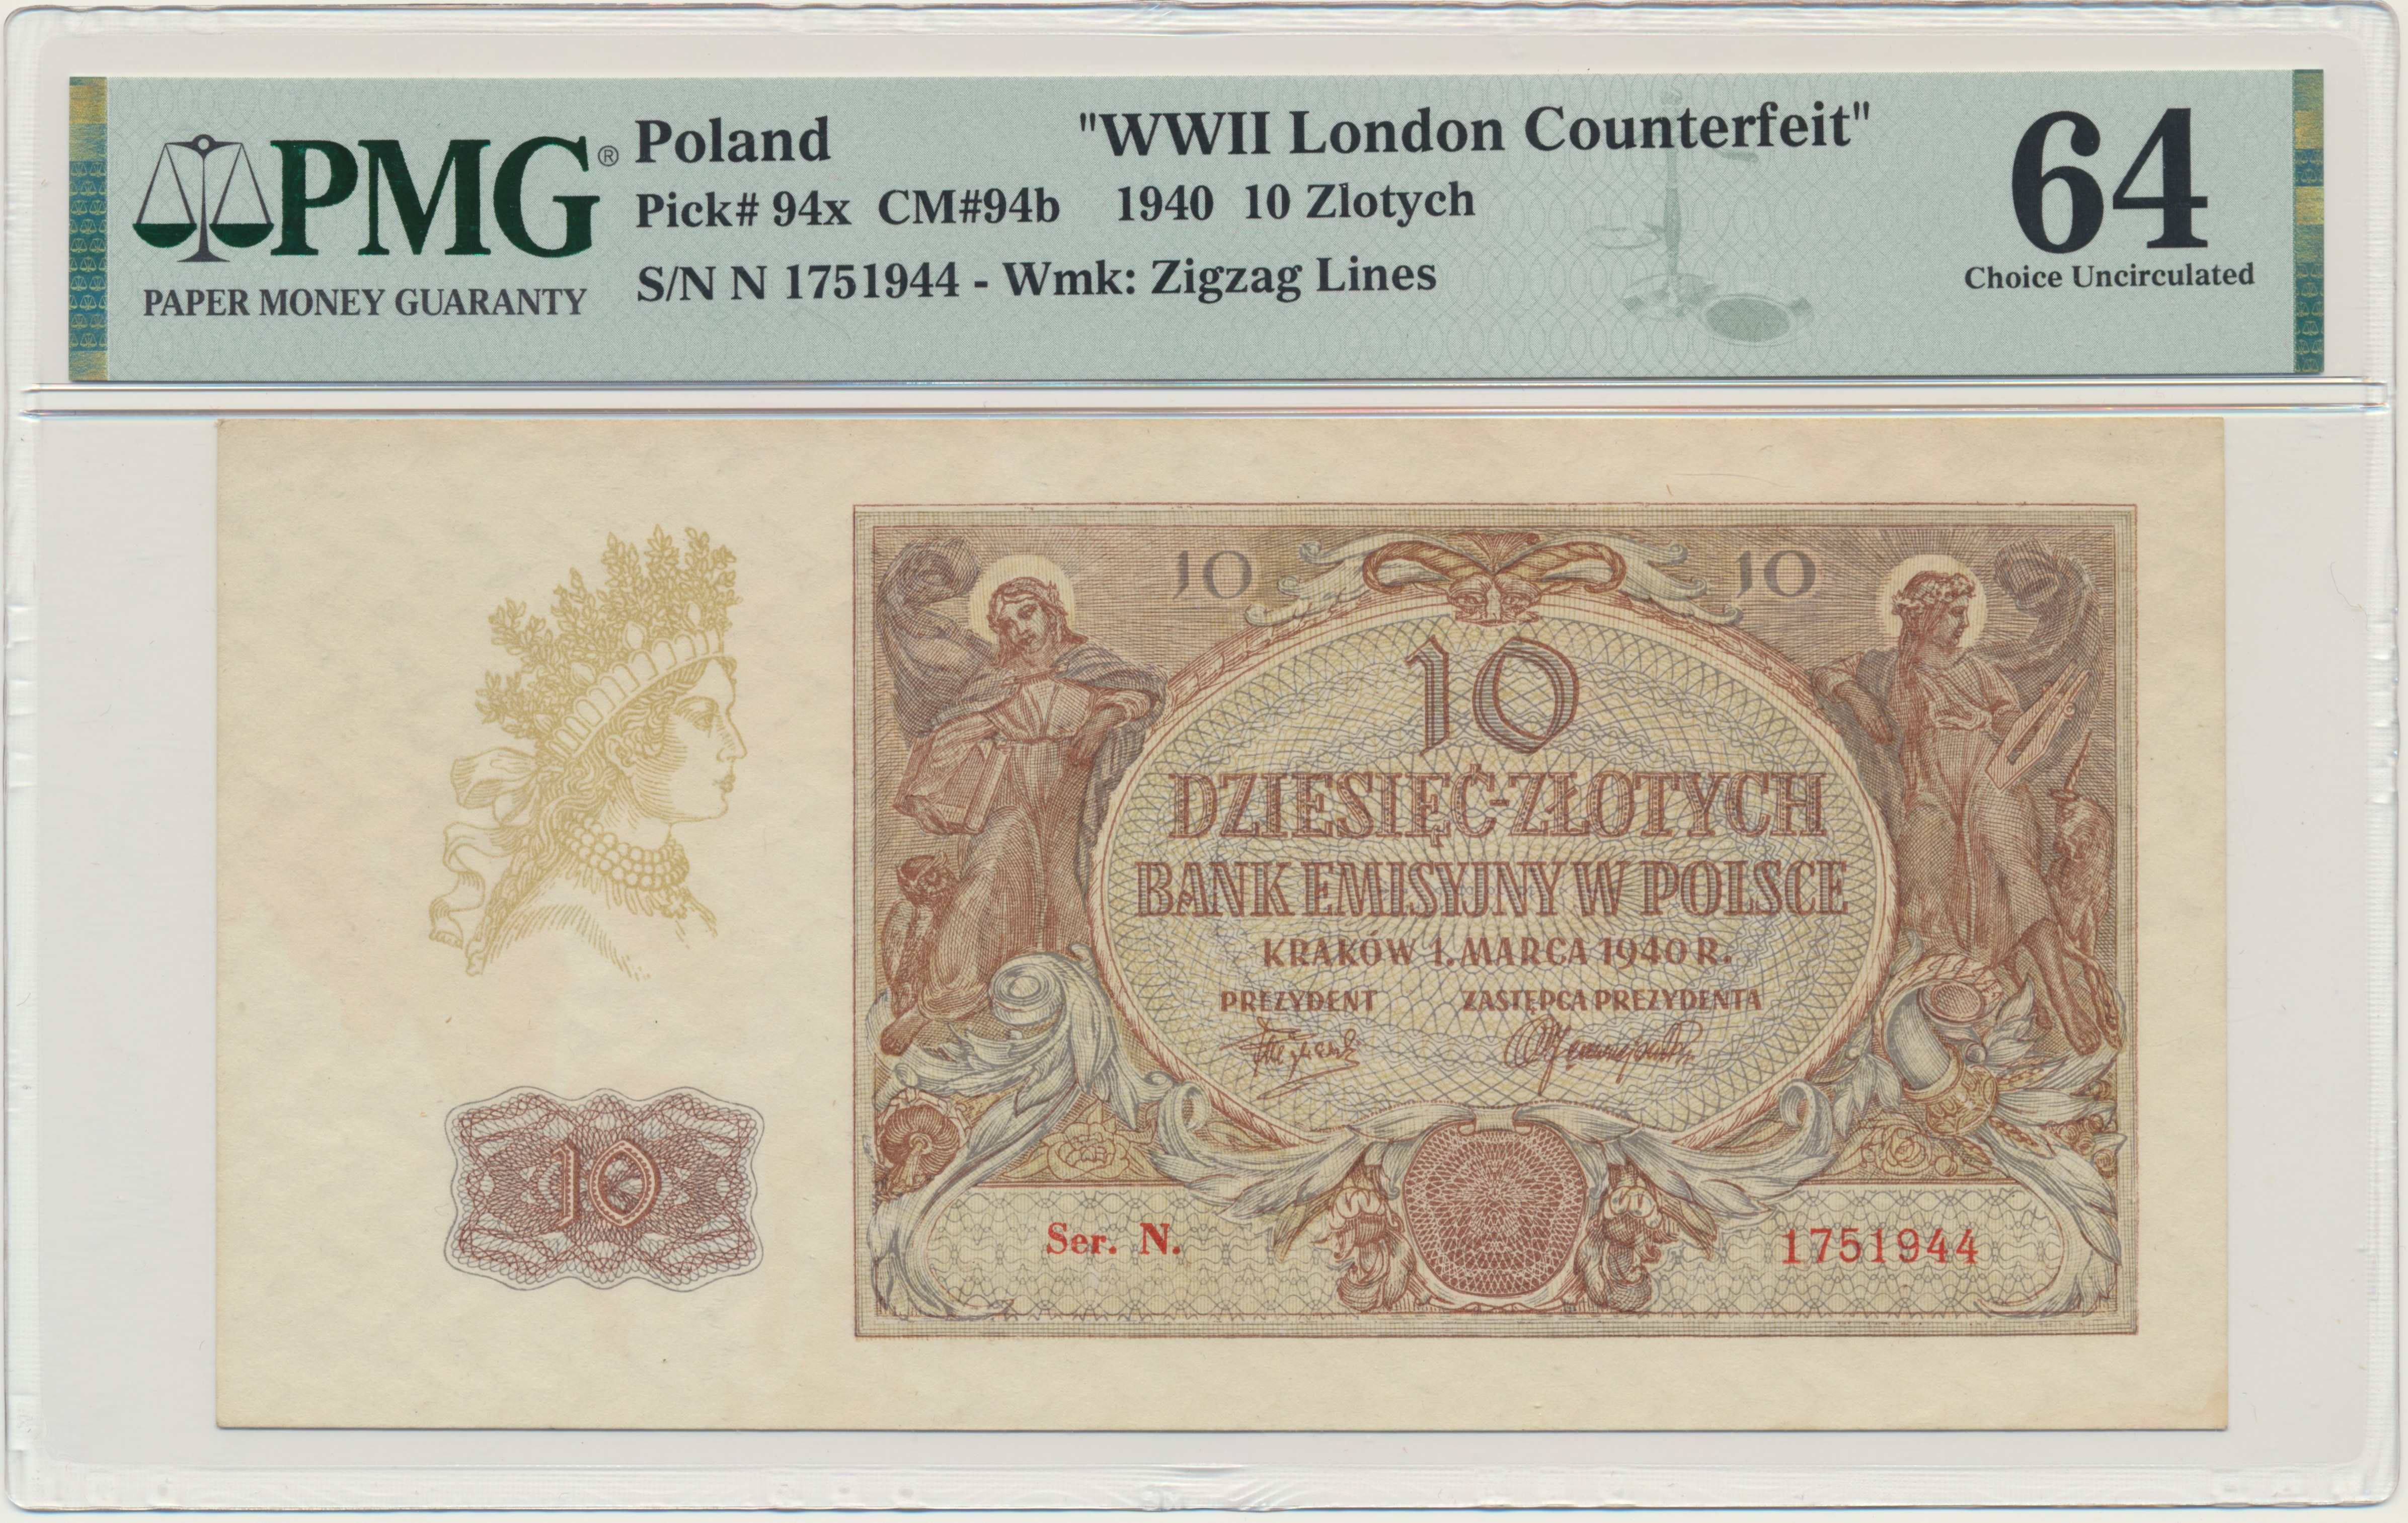 PMG®
PAPER MONEY GUARANTY
Poland "WWII London Counterfeit"
Pick# 94x CM#94b 1940 10 Zlotych
S/N N 1751944 - Wmk: Zigzag Lines
64
Choice Uncirculated
10 10
10
DZIESIĘĆ-ZŁOTYCH
BANK EMISYJNY W POLSCE
KRAKÓW 1. MARCA 1940 R.
PREZYDENT ZASTĘPCA PREZYDENTA
10
Ser. N. 1751944